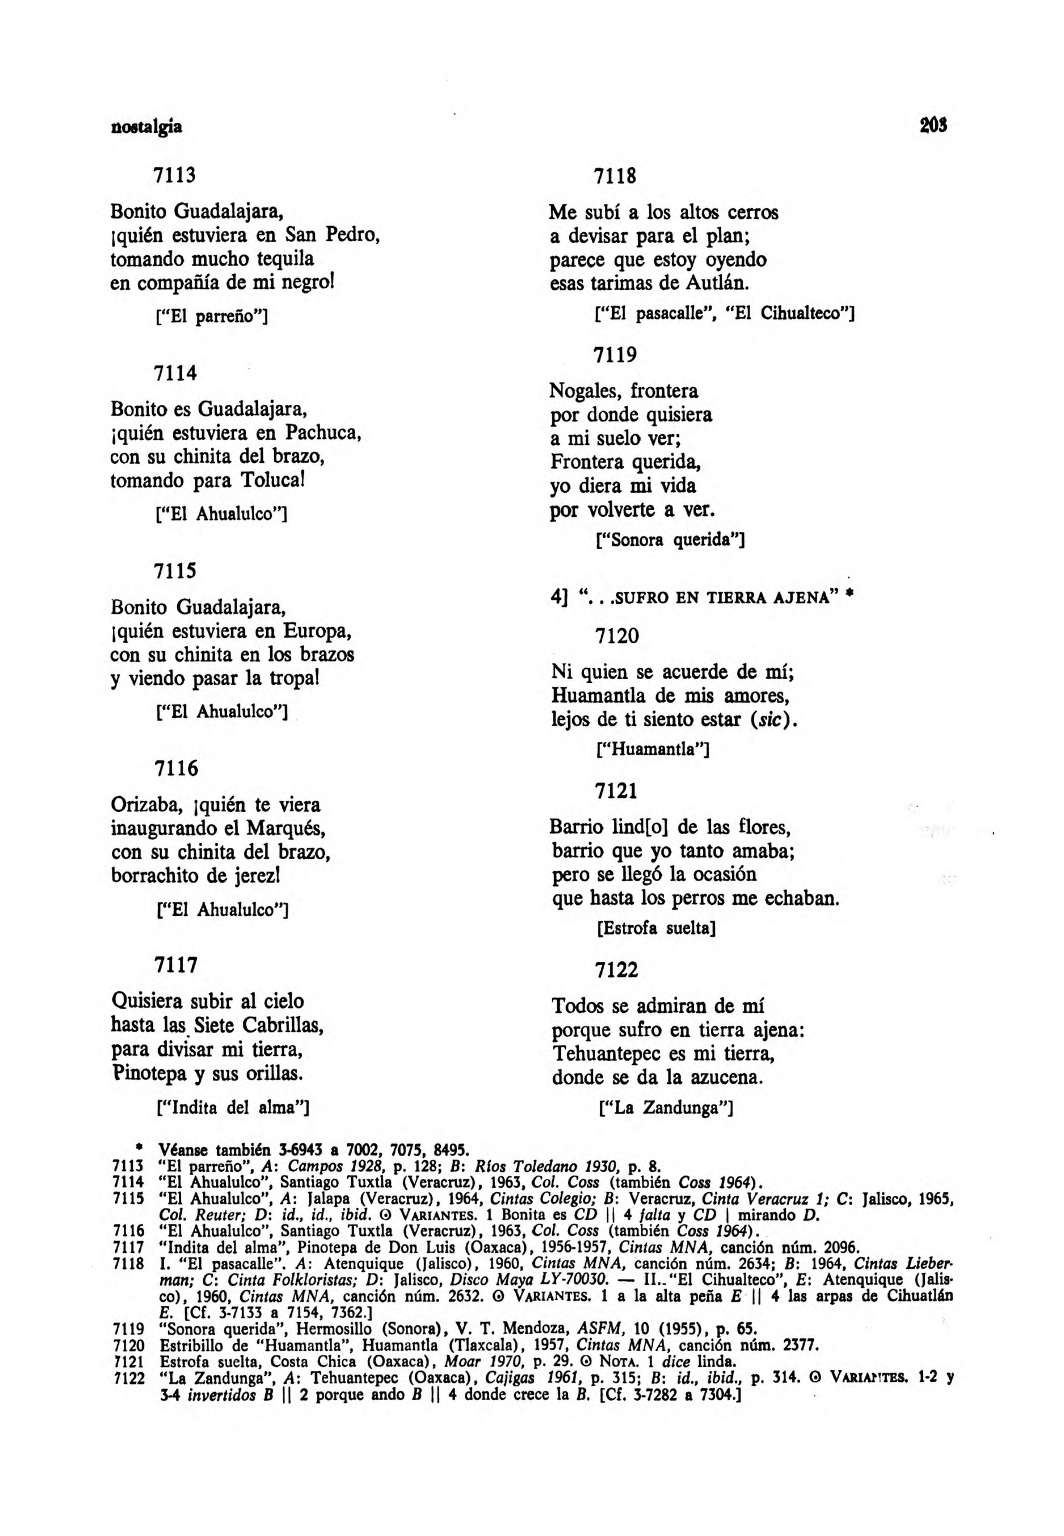 nostalgia 203
7113
Bonito Guadalajara,
¡quién estuviera en San Pedro,
tomando mucho tequila
en compañía de mi negro!
["El parreño"]
7114
Bonito es Guadalajara,
¡quién estuviera en Pachuca,
con su chinita del brazo,
tomando para Toluca!
["El Ahualulco"]
7115
Bonito Guadalajara,
¡quién estuviera en Europa,
con su chinita en los brazos
y viendo pasar la tropa!
["El Ahualulco"]
7116
Orizaba, ¡quién te viera
inaugurando el Marqués,
con su chinita del brazo,
borrachito de jerez!
["El Ahualulco"]
7117
Quisiera subir al cielo
hasta las Siete Cabrillas,
para divisar mi tierra,
Pinotepa y sus orillas.
["Indita del alma"]
7118
Me subí a los altos cerros
a devisar para el plan;
parece que estoy oyendo
esas tarimas de Autlán.
["El pasacalle", "El Cihualteco"]
7119
Nogales, frontera
por donde quisiera
a mi suelo ver;
Frontera querida,
yo diera mi vida
por volverte a ver.
["Sonora querida"]
4] ". . .SUFRO EN TIERRA AJENA" *
7120
Ni quien se acuerde de mí;
Huamantla de mis amores,
lejos de ti siento estar (sic).
["Huamantla"]
7121
Barrio lind[o] de las flores,
barrio que yo tanto amaba;
pero se llegó la ocasión
que hasta los perros me echaban.
[Estrofa suelta]
7122
Todos se admiran de mí
porque sufro en tierra ajena:
Tehuantepec es mi tierra,
donde se da la azucena.
["La Zandunga"]
* Véanse también 3-6943 a 7002, 7075, 8495.
7113 "El parreño", A: Campos 1928, p. 128; B: Ríos Toledano 1930, p. 8.
7114 "El Ahualulco", Santiago Tuxtla (Veracruz), 1963, Col. Coss (también Coss 1964).
7115 "El Ahualulco", A: Jalapa (Veracruz), 1964, Cintas Colegio; B: Veracruz, Cinta Veracruz 1; C: Jalisco, 1965,
Col. Reuter; D: id., id., ibid. ⊙ VARIANTES. 1 Bonita es CD || 4 falta y CD | mirando D.
7116 "El Ahualulco", Santiago Tuxtla (Veracruz), 1963, Col. Coss (también Coss 1964).
7117 "Indita del alma", Pinotepa de Don Luis (Oaxaca), 1956-1957, Cintas MNA, canción núm. 2096.
7118 I. "El pasacalle". A: Atenquique (Jalisco), 1960, Cintas MNA, canción núm. 2634; B: 1964, Cintas Lieber-
man; C: Cinta Folkloristas; D: Jalisco, Disco Maya LY-70030. — II.."El Cihualteco", E: Atenquique (Jalis-
co), 1960, Cintas MNA, canción núm. 2632. ⊙ VARIANTES. 1 a la alta peña E || 4 las arpas de Cihuatlán
E. [Cf. 3-7133 a 7154, 7362.]
7119 "Sonora querida", Hermosillo (Sonora), V. T. Mendoza, ASFM, 10 (1955), p. 65.
7120 Estribillo de "Huamantla", Huamantla (Tlaxcala), 1957, Cintas MNA, canción núm. 2377.
7121 Estrofa suelta, Costa Chica (Oaxaca), Moar 1970, p. 29. ⊙ NOTA. 1 dice linda.
7122 "La Zandunga", A: Tehuantepec (Oaxaca), Cajigas 1961, p. 315; B: id., ibid., p. 314. ⊙ VARIANTES. 1-2 y
3-4 invertidos B || 2 porque ando B || 4 donde crece la B. [Cf. 3-7282 a 7304.]